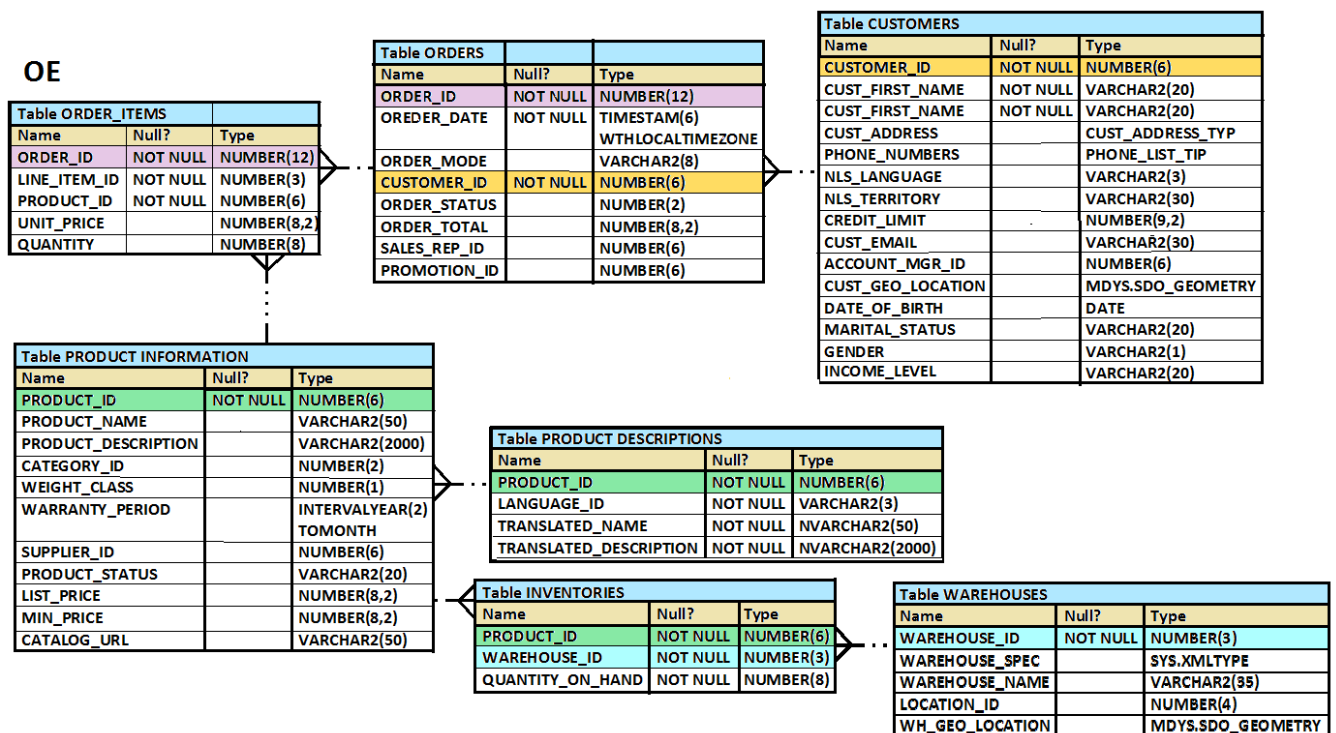 OE
Table ORDER_ITEMS
Name Null? Type
ORDER_ID NOT NULL NUMBER(12)
LINE_ITEM_ID NOT NULL NUMBER(3)
PRODUCT_ID NOT NULL NUMBER(6)
UNIT_PRICE NUMBER(8,2)
QUANTITY NUMBER(8)
Table ORDERS
Name Null? Type
ORDER_ID NOT NULL NUMBER(12)
OREDER_DATE NOT NULL TIMESTAM(6)
WTHLOCALTIMEZONE
ORDER_MODE VARCHAR2(8)
CUSTOMER_ID NOT NULL NUMBER(6)
ORDER_STATUS NUMBER(2)
ORDER_TOTAL NUMBER(8,2)
SALES_REP_ID NUMBER(6)
PROMOTION_ID NUMBER(6)
Table CUSTOMERS
Name Null? Type
CUSTOMER_ID NOT NULL NUMBER(6)
CUST_FIRST_NAME NOT NULL VARCHAR2(20)
CUST_FIRST_NAME NOT NULL VARCHAR2(20)
CUST_ADDRESS CUST_ADDRESS_TYP
PHONE_NUMBERS PHONE_LIST_TIP
NLS_LANGUAGE VARCHAR2(3)
NLS_TERRITORY VARCHAR2(30)
CREDIT_LIMIT NUMBER(9,2)
CUST_EMAIL VARCHAR2(30)
ACCOUNT_MGR_ID NUMBER(6)
CUST_GEO_LOCATION MDYS.SDO_GEOMETRY
DATE_OF_BIRTH DATE
MARITAL_STATUS VARCHAR2(20)
GENDER VARCHAR2(1)
INCOME_LEVEL VARCHAR2(20)
Table PRODUCT INFORMATION
Name Null? Type
PRODUCT_ID NOT NULL NUMBER(6)
PRODUCT_NAME VARCHAR2(50)
PRODUCT_DESCRIPTION VARCHAR2(2000)
CATEGORY_ID NUMBER(2)
WEIGHT_CLASS NUMBER(1)
WARRANTY_PERIOD INTERVALYEAR(2)
TOMONTH
SUPPLIER_ID NUMBER(6)
PRODUCT_STATUS VARCHAR2(20)
LIST_PRICE NUMBER(8,2)
MIN_PRICE NUMBER(8,2)
CATALOG_URL VARCHAR2(50)
Table PRODUCT DESCRIPTIONS
Name Null? Type
PRODUCT_ID NOT NULL NUMBER(6)
LANGUAGE_ID NOT NULL VARCHAR2(3)
TRANSLATED_NAME NOT NULL NVARCHAR2(50)
TRANSLATED_DESCRIPTION NOT NULL NVARCHAR2(2000)
Table INVENTORIES
Name Null? Type
PRODUCT_ID NOT NULL NUMBER(6)
WAREHOUSE_ID NOT NULL NUMBER(3)
QUANTITY_ON_HAND NOT NULL NUMBER(8)
Table WAREHOUSES
Name Null? Type
WAREHOUSE_ID NOT NULL NUMBER(3)
WAREHOUSE_SPEC SYS.XMLTYPE
WAREHOUSE_NAME VARCHAR2(35)
LOCATION_ID NUMBER(4)
WH_GEO_LOCATION MDYS.SDO_GEOMETRY